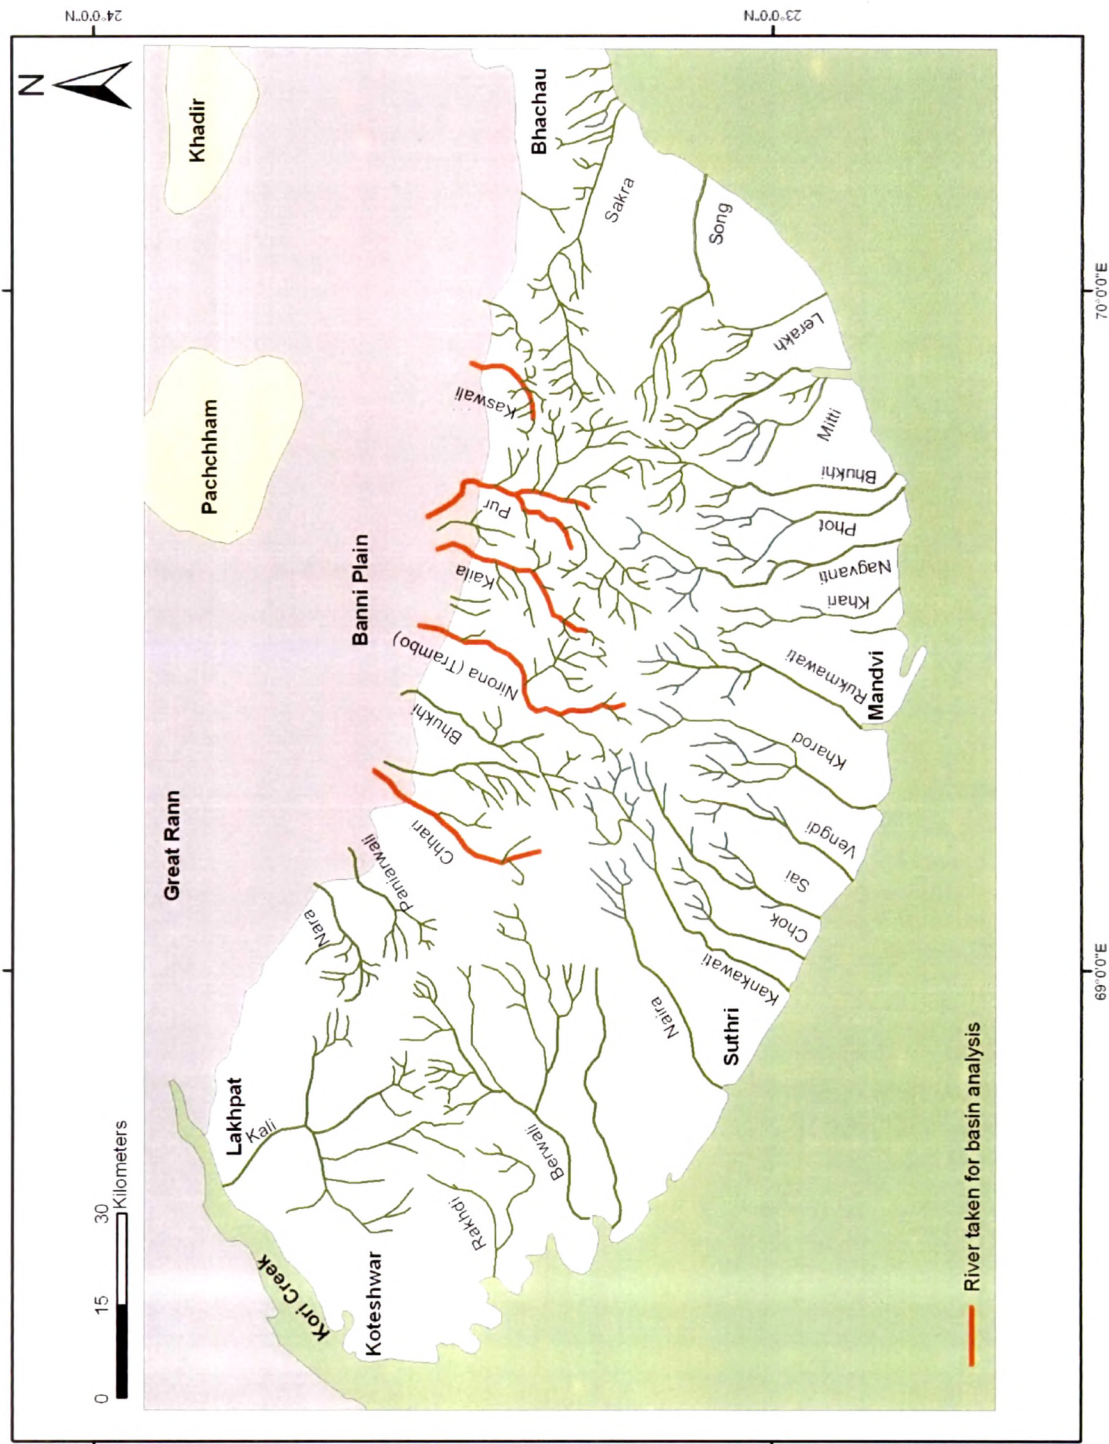 24°0'0"N
23°0'0"N
N
Khadir
Bhachau
Sakra
Song
70°0'0"E
Lerakh
Pachchham
Kaswali
Mitti
Bhukhi
Pur
Phot
Banni Plain
Kaila
Nagvanti
Khari
Nirona (Trambo)
Rukmawati
Mandvi
Bhukhi
Kharod
Great Rann
Chhari
Vengdi
Paniarwali
Sai
Nara
Chok
Kankawati
69°0'0"E
Naira
Suthri
Lakhpat
Kali
Berwali
Rakhdi
Kori Creek
Koteshwar
0 15 30
Kilometers
River taken for basin analysis